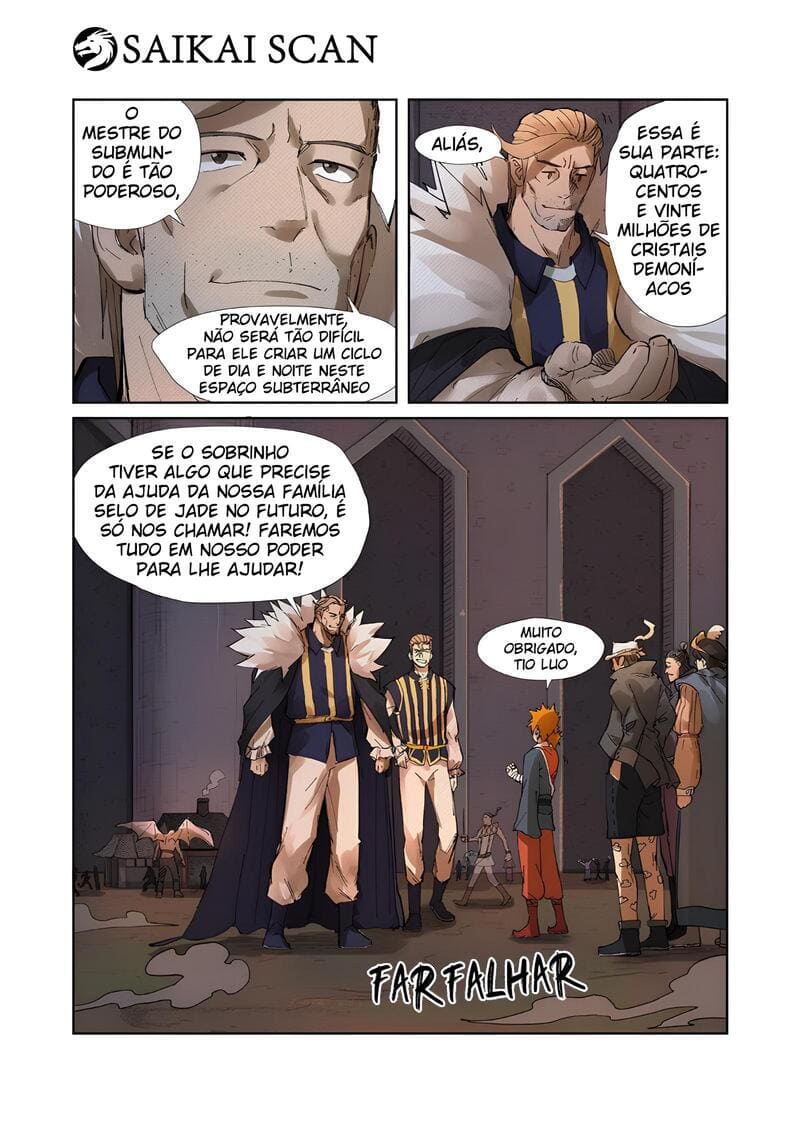 SAIKAI SCAN
O
MESTRE DO
SUBMUN-
DO É TÃO
PODEROSO,
PROVAVELMENTE,
NÃO SERÁ TÃO DIFÍCIL
PARA ELE CRIAR UM CICLO
DE DIA E NOITE NESTE
ESPAÇO SUBTERRÂNEO
ALIÁS,
ESSA É
SUA PARTE:
QUATRO-
CENTOS
E VINTE
MILHÕES DE
CRISTAIS
DEMONÍ-
ACOS
SE O SOBRINHO
TIVER ALGO QUE PRECISE
DA AJUDA DA NOSSA FAMÍLIA
SELO DE JADE NO FUTURO, É
SÓ NOS CHAMAR! FAREMOS
TUDO EM NOSSO PODER
PARA LHE AJUDAR!
MUITO
OBRIGADO,
TIO LUO
FARFALHAR